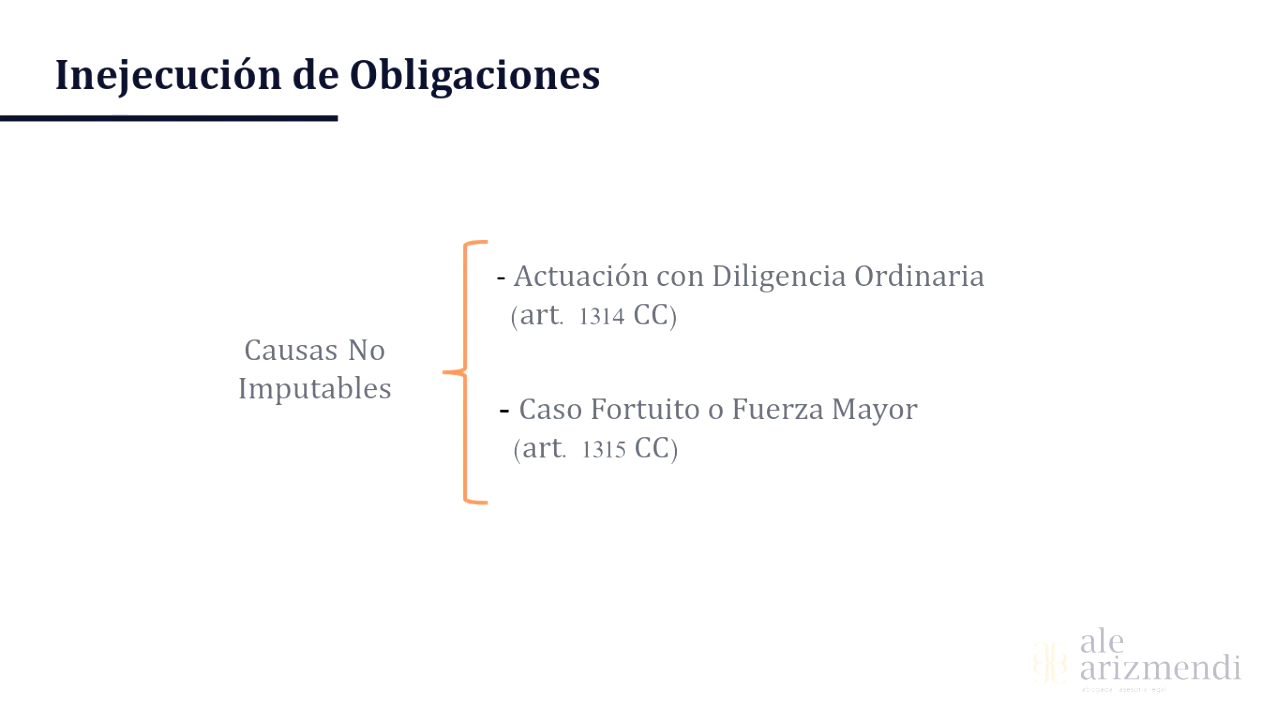 Inejecución de Obligaciones
- Actuación con Diligencia Ordinaria
(art. 1314 CC)
Causas No
Imputables
- Caso Fortuito o Fuerza Mayor
(art. 1315 CC)
ale
arizmendi